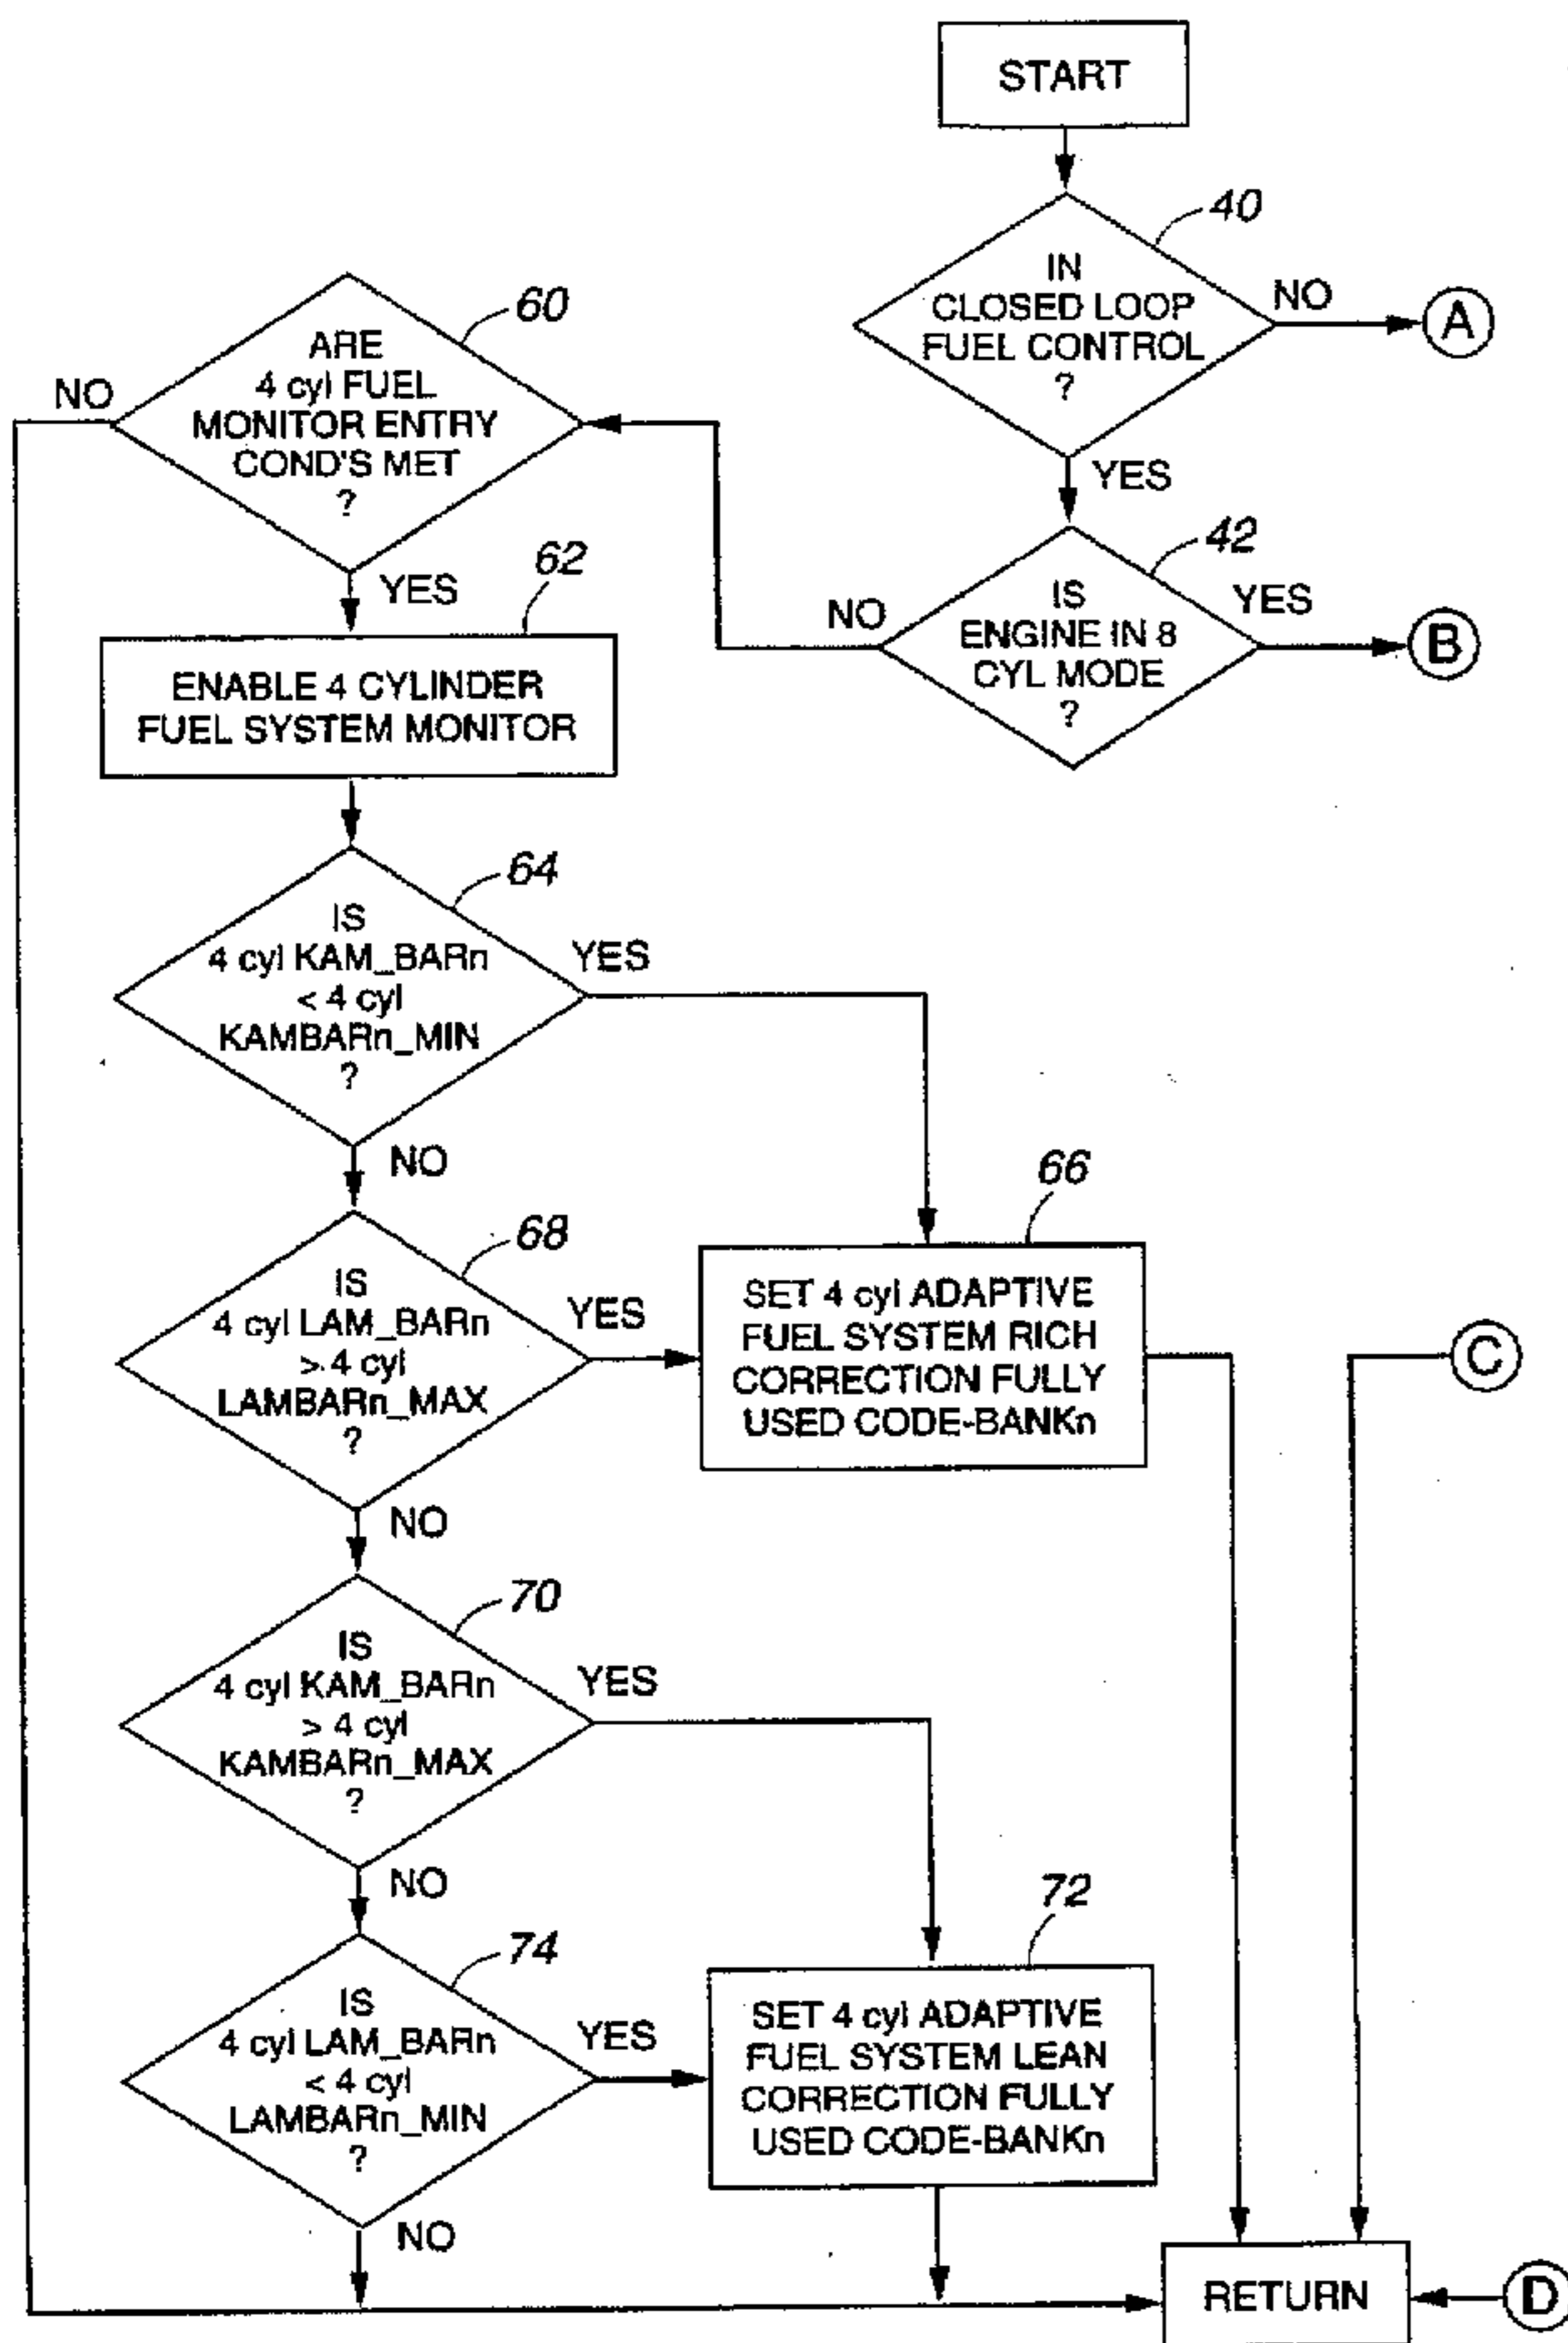 START
40
IN
CLOSED LOOP
FUEL CONTROL
?
NO
A
YES
42
IS
ENGINE IN 8
CYL MODE
?
YES
B
NO
60
ARE
4 cyl FUEL
MONITOR ENTRY
COND'S MET
?
NO
YES
62
ENABLE 4 CYLINDER
FUEL SYSTEM MONITOR
64
IS
4 cyl KAM_BARn
< 4 cyl
KAMBARn_MIN
?
YES
NO
66
SET 4 cyl ADAPTIVE
FUEL SYSTEM RICH
CORRECTION FULLY
USED CODE-BANKn
68
IS
4 cyl LAM_BARn
> 4 cyl
LAMBARn_MAX
?
YES
NO
C
70
IS
4 cyl KAM_BARn
> 4 cyl
KAMBARn_MAX
?
YES
NO
72
SET 4 cyl ADAPTIVE
FUEL SYSTEM LEAN
CORRECTION FULLY
USED CODE-BANKn
74
IS
4 cyl LAM_BARn
< 4 cyl
LAMBARn_MIN
?
YES
NO
RETURN
D